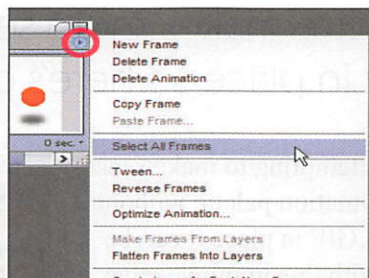 New Frame
Delete Frame
Delete Animation
Copy Frame
Paste Frame...
Select All Frames
0 sec.
Tween...
Reverse Frames
Optimize Animation...
Make Frames From Layers
Flatten Frames Into Layers